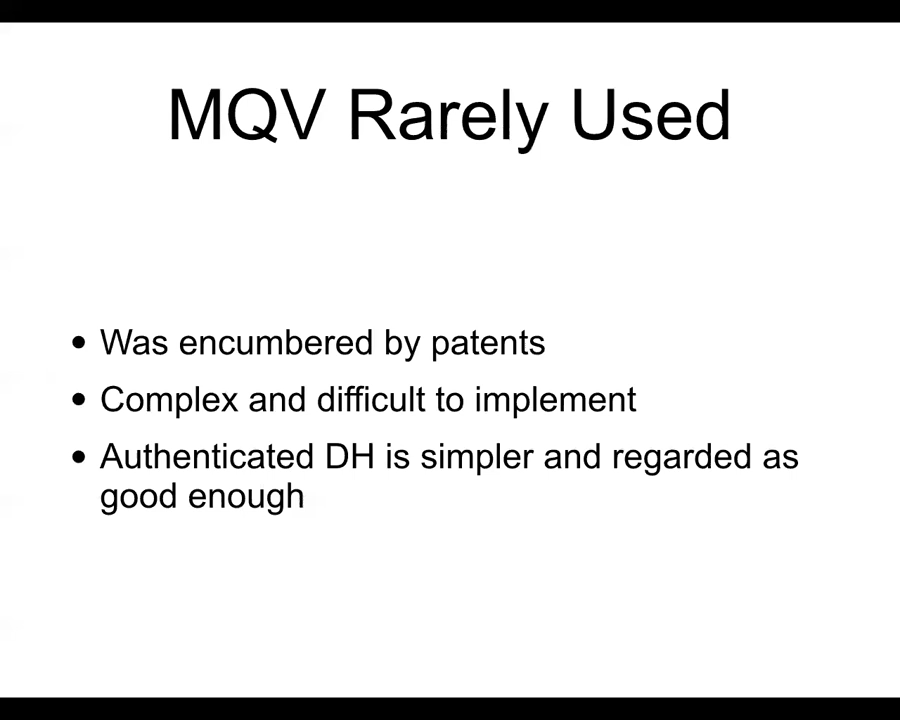 MQV Rarely Used
• Was encumbered by patents
• Complex and difficult to implement
• Authenticated DH is simpler and regarded as
good enough